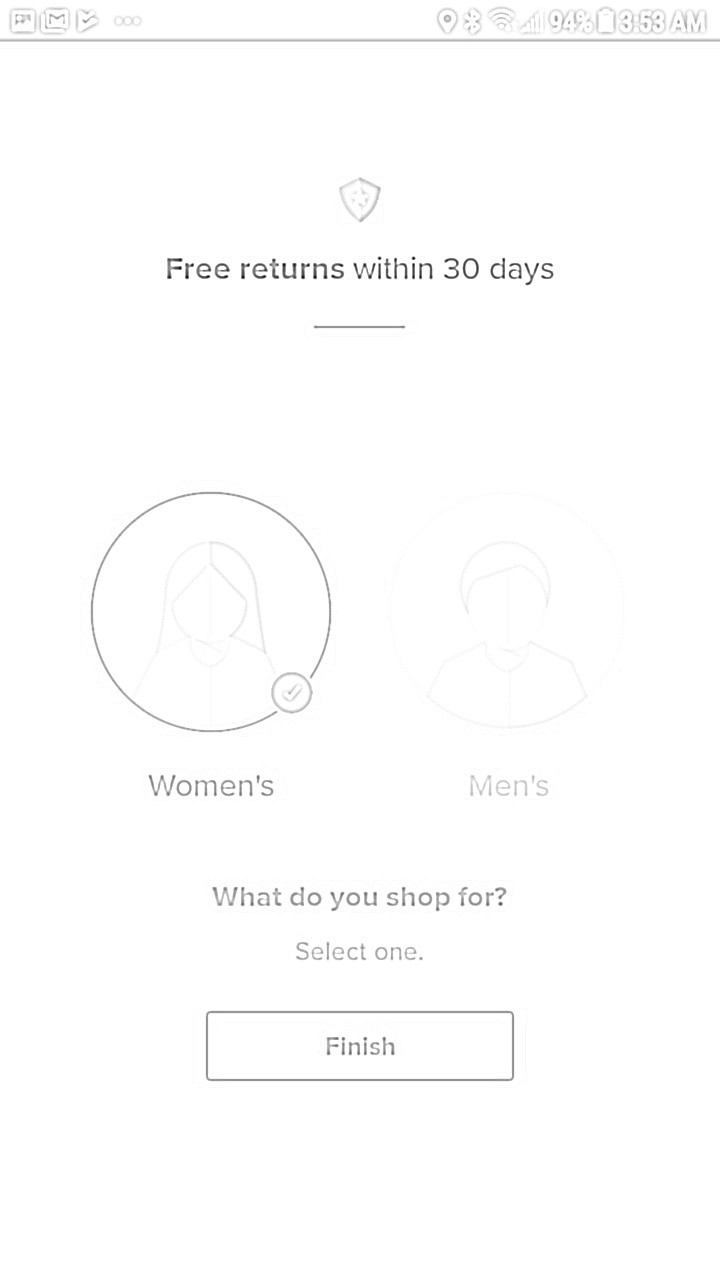 94% 3:53 AM
Free returns within 30 days
Women's
Men's
What do you shop for?
Select one.
Finish